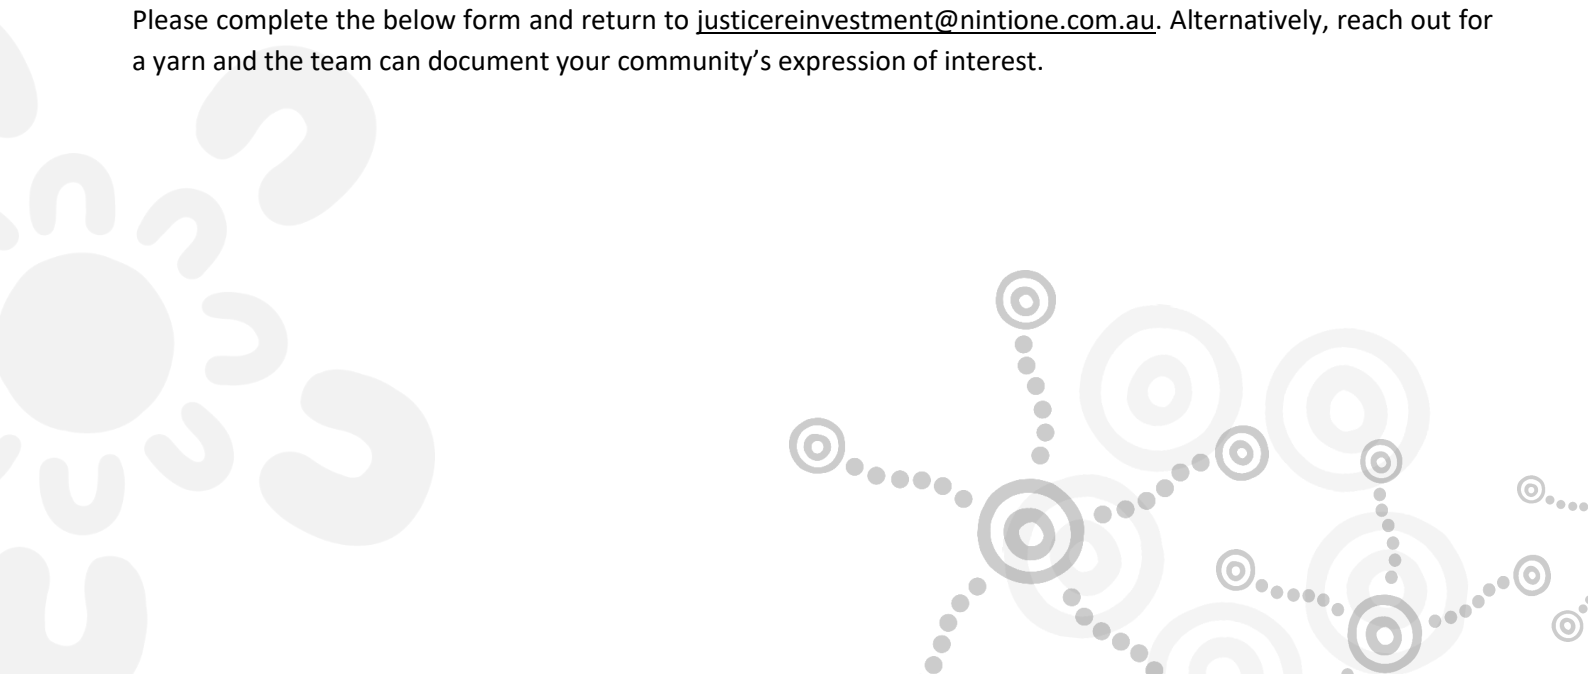 Please complete the below form and return to justicereinvestment@nintione.com.au. Alternatively, reach out for
a yarn and the team can document your community’s expression of interest.